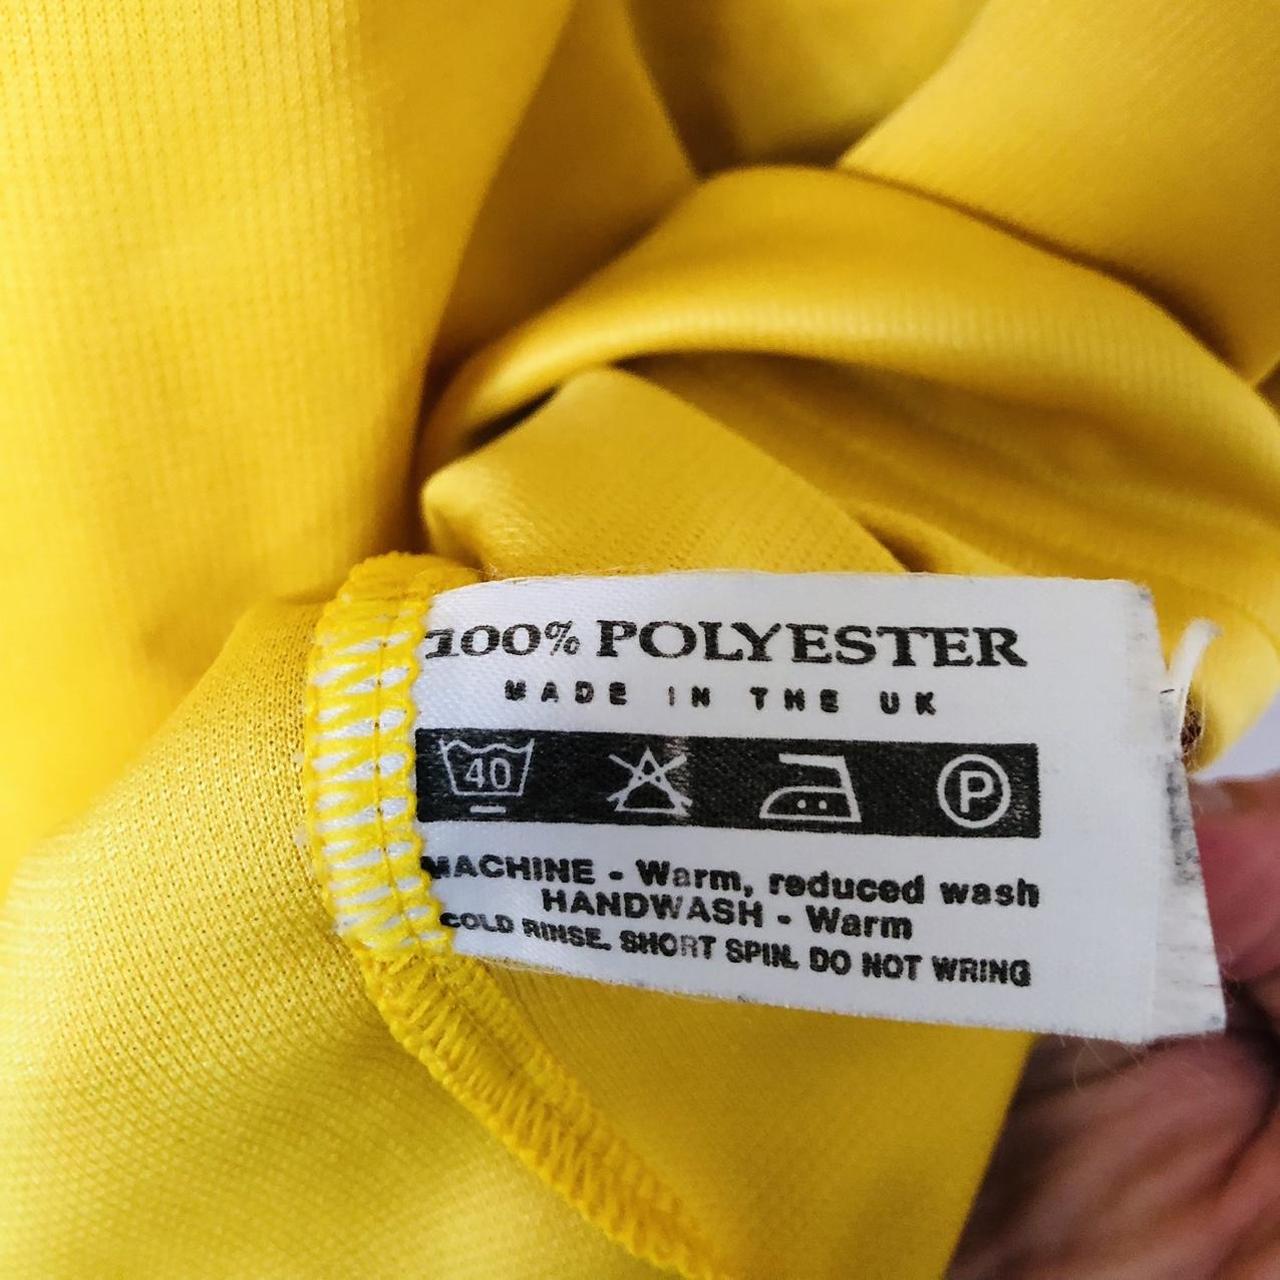 100% POLYESTER
MADE IN THE UK
40 P
MACHINE - Warm, reduced wash
HANDWASH - Warm
COLD RINSE. SHORT SPIN. DO NOT WRING